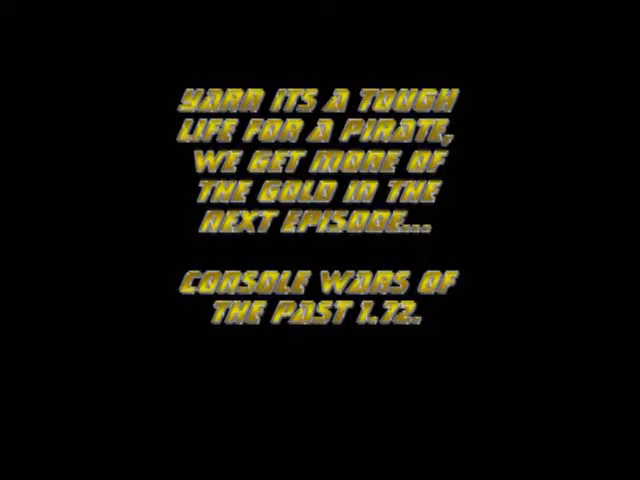 YARR ITS A TOUGH
LIFE FOR A PIRATE,
WE GET MORE OF
THE GOLD IN THE
NEXT EPISODE...
CONSOLE WARS OF
THE PAST 1.72.